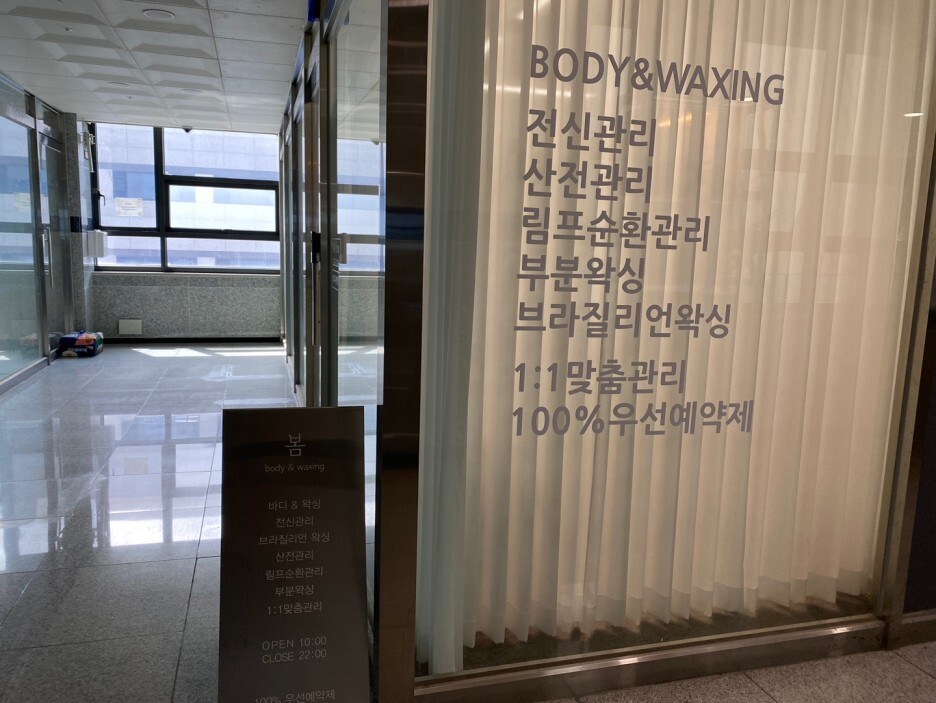 BODY&WAXING
전신관리
산전관리
림프순환관리
부분왁싱
브라질리언왁싱
1:1맞춤관리
100%우선예약제
봄
body & waxing
바디 & 왁싱
전신관리
브라질리언 왁싱
산전관리
림프순환관리
부분왁싱
1:1맞춤관리
OPEN 10:00
CLOSE 22:00
100% 우선예약제